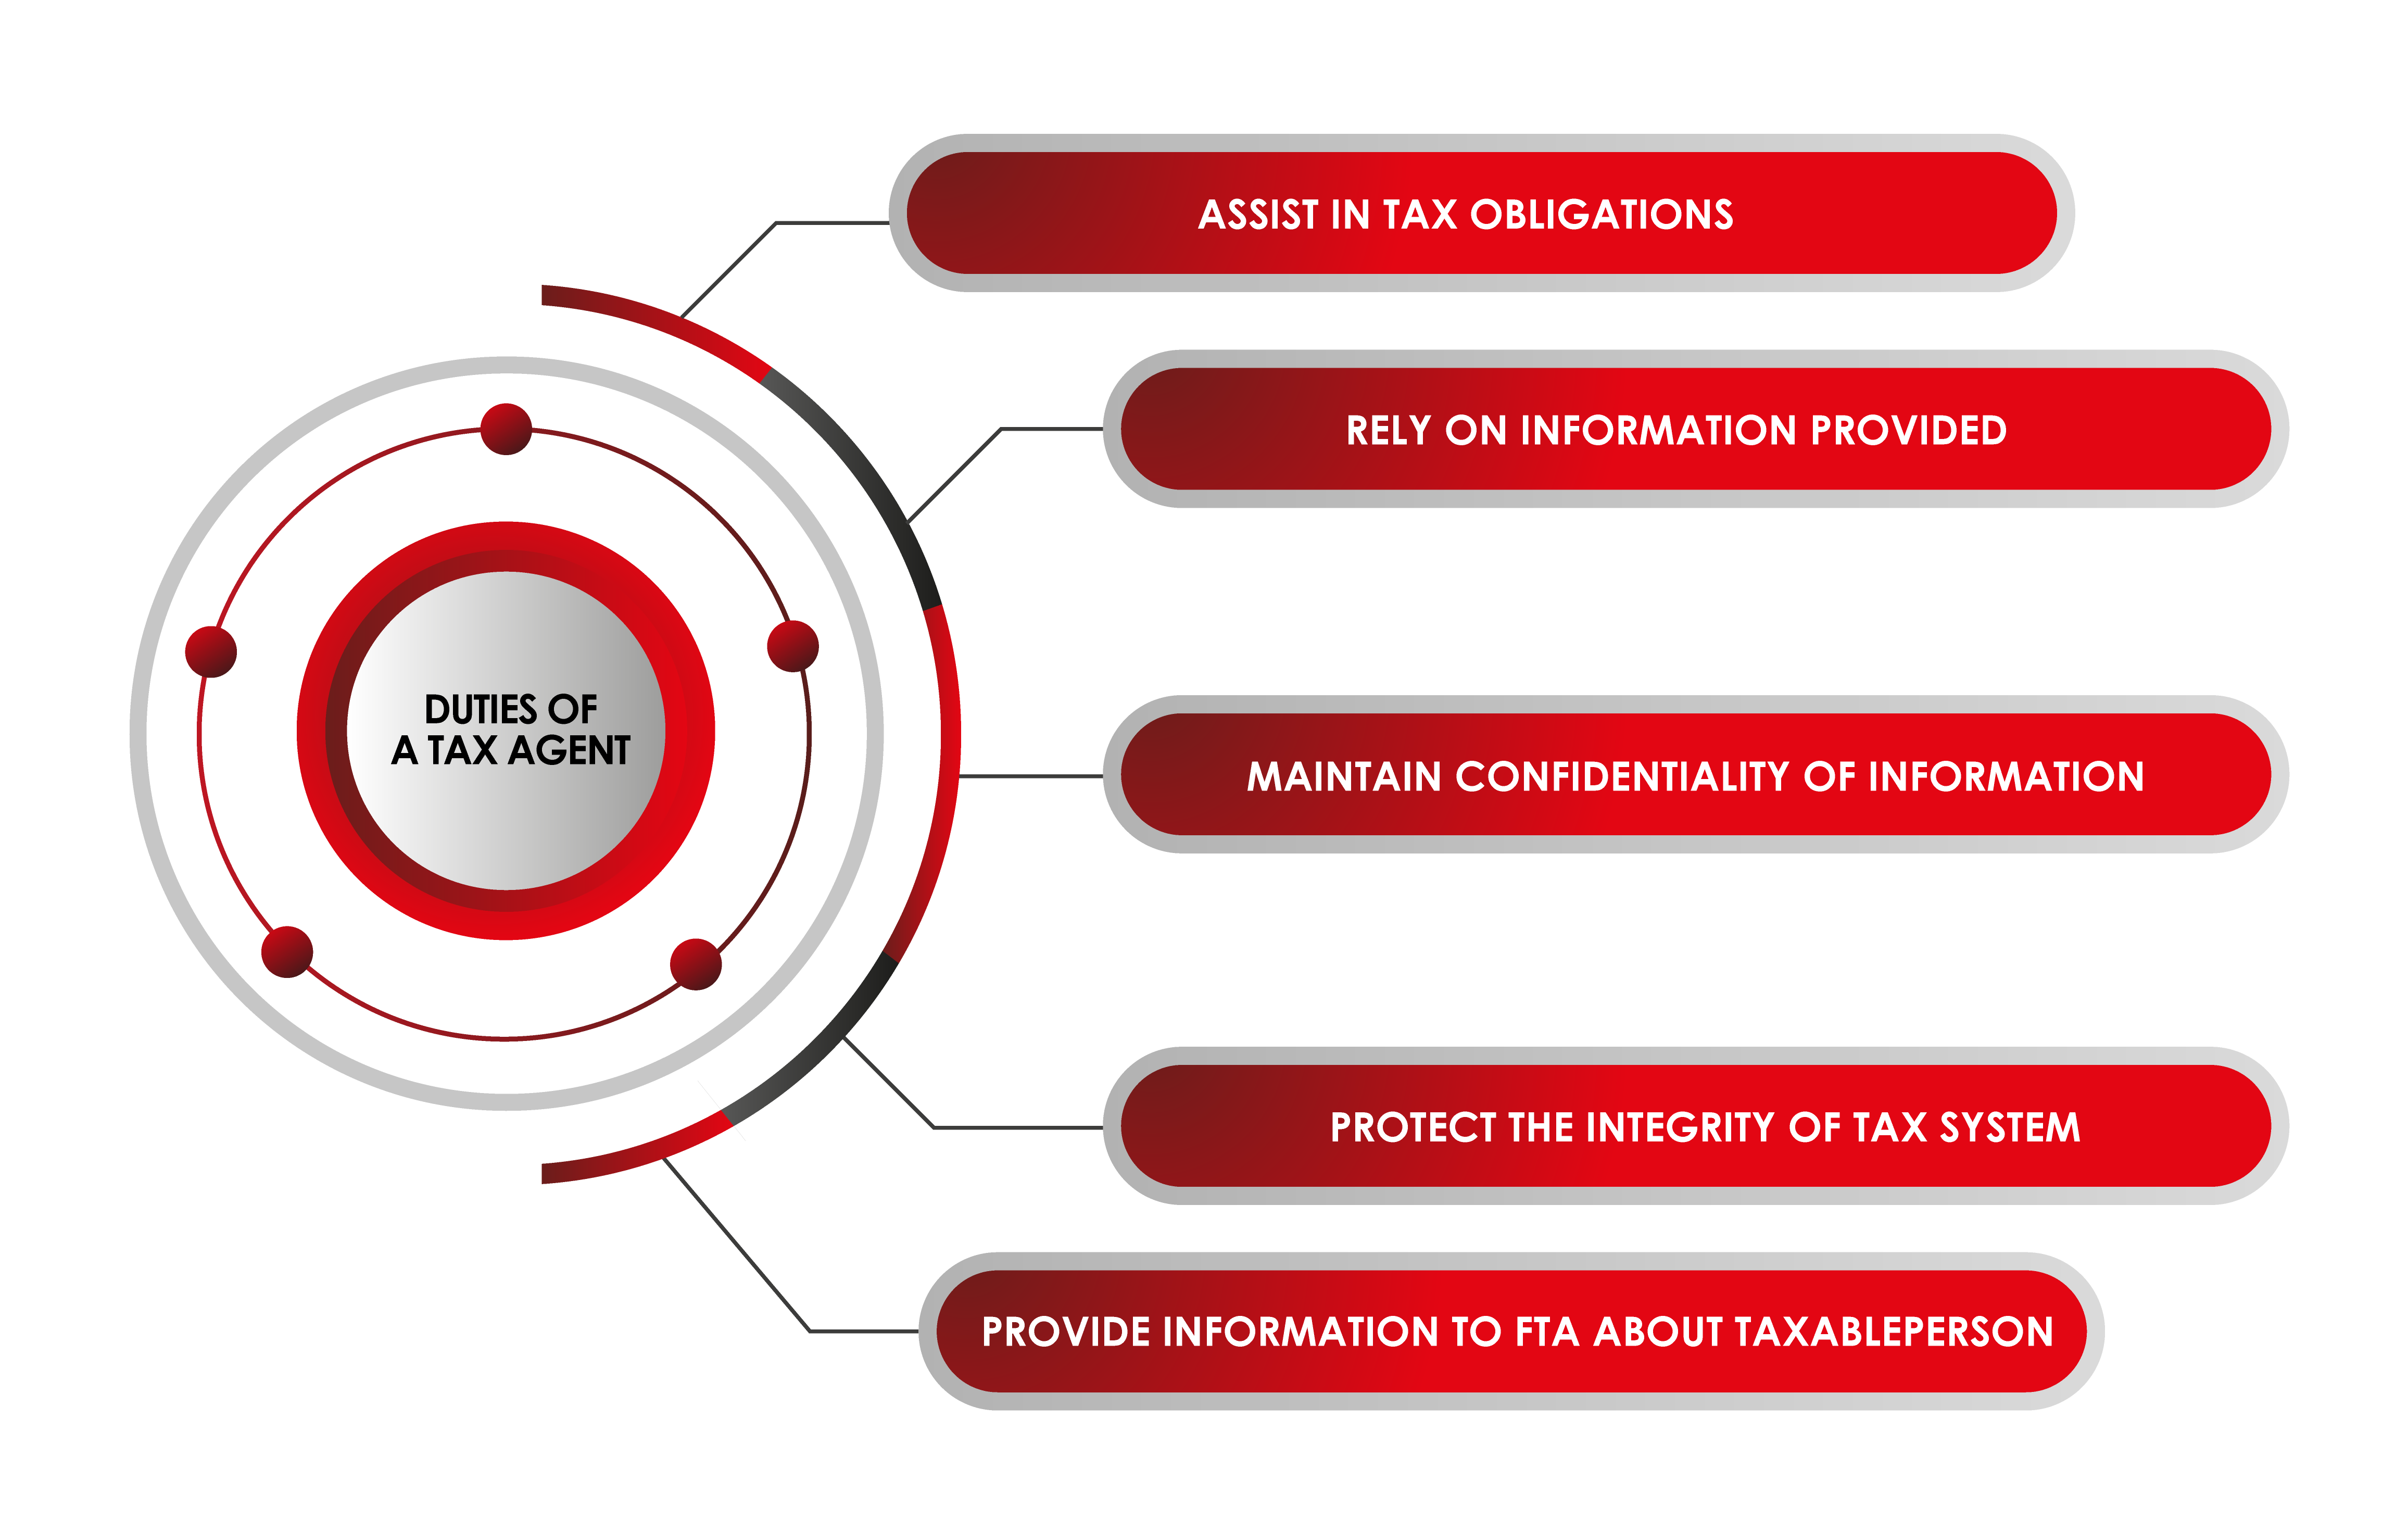 DUTIES OF
A TAX AGENT
ASSIST IN TAX OBLIGATIONS
RELY ON INFORMATION PROVIDED
MAINTAIN CONFIDENTIALITY OF INFORMATION
PROTECT THE INTEGRITY OF TAX SYSTEM
PROVIDE INFORMATION TO FTA ABOUT TAXABLEPERSON